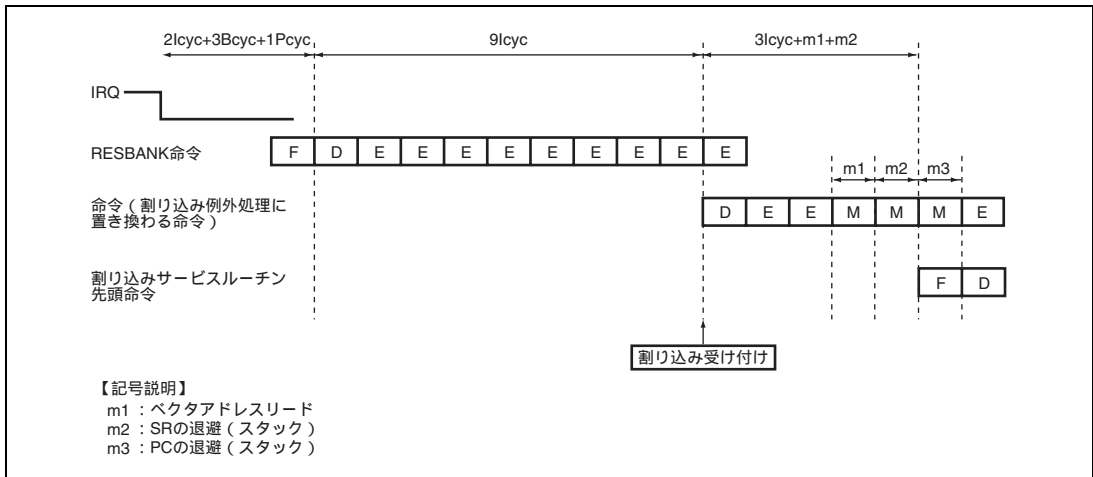 2Icyc+3Bcyc+1Pcyc 9Icyc 3Icyc+m1+m2
IRQ
RESBANK命令 F D E E E E E E E E E
m1 m2 m3
命令（割り込み例外処理に
置き換わる命令） D E E M M M E
割り込みサービスルーチン
先頭命令 F D
割り込み受け付け
【記号説明】
m1 ：ベクタアドレスリード
m2 ：SRの退避（スタック）
m3 ：PCの退避（スタック）